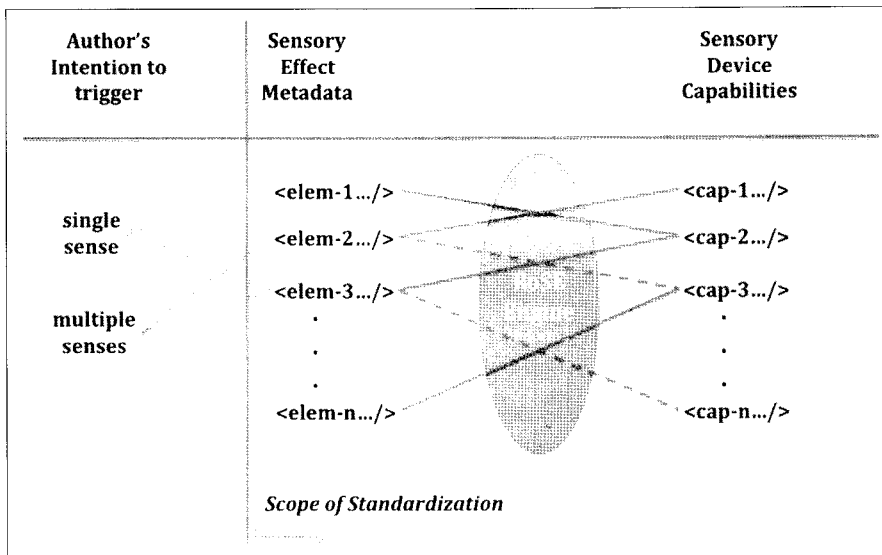 Author's
Intention to
trigger
Sensory
Effect
Metadata
Sensory
Device
Capabilities
single
sense
multiple
senses
<elem-1.../>
<elem-2.../>
<elem-3.../>
.
.
.
<elem-n.../>
<cap-1.../>
<cap-2.../>
<cap-3.../>
.
.
.
<cap-n.../>
Scope of Standardization